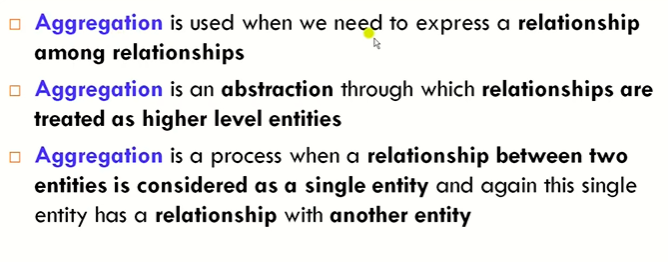 Aggregation is used when we need to express a relationship
among relationships
Aggregation is an abstraction through which relationships are
treated as higher level entities
Aggregation is a process when a relationship between two
entities is considered as a single entity and again this single
entity has a relationship with another entity